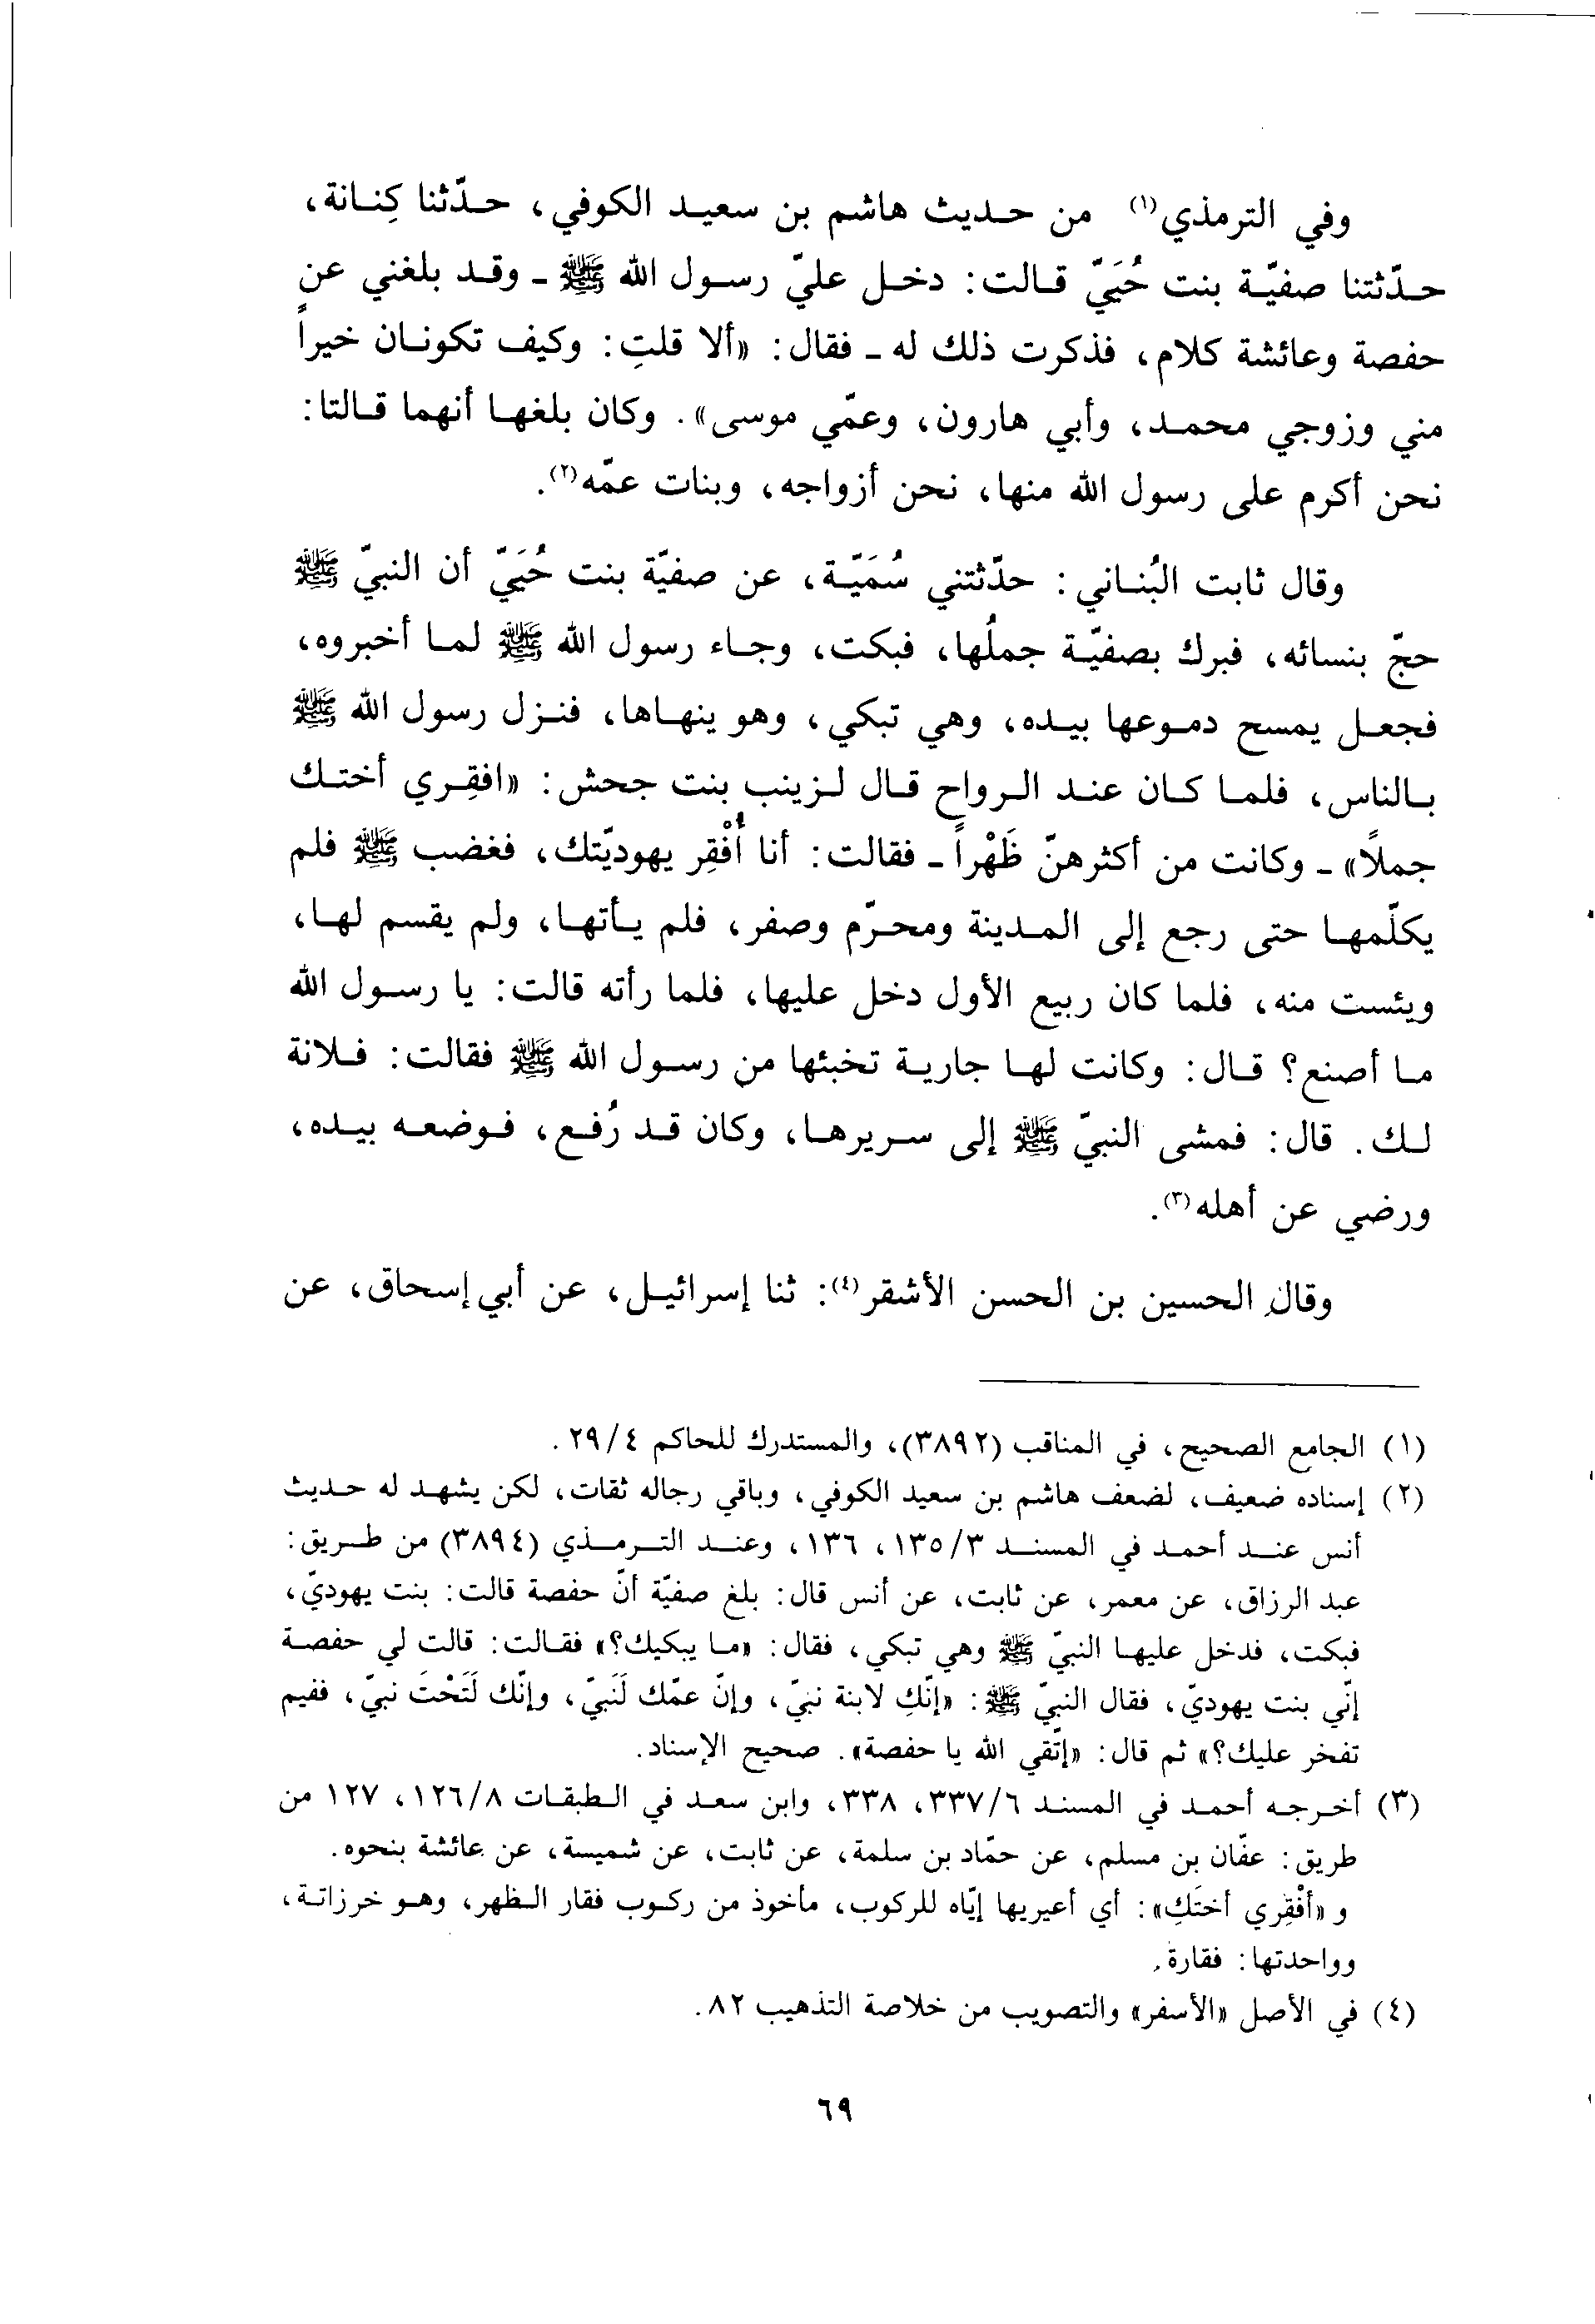 وفي الترمذي(١) من حديث هاشم بن سعيد الكوفي، حدّثنا كِنانة،
حدّثتنا صفيّة بنت حُيَيّ قالت: دخل عليّ رسول الله ﷺ ـ وقد بلغني عن
حفصة وعائشة كلام، فذكرت ذلك له ـ فقال: «ألا قلتِ: وكيف تكونان خيراً
مني وزوجي محمد، وأبي هارون، وعمّي موسى». وكان بلغها أنهما قالتا:
نحن أكرم على رسول الله منها، نحن أزواجه، وبنات عمّه(٢).
وقال ثابت البُناني: حدّثتني سُمَيّة، عن صفيّة بنت حُيَيّ أن النبيّ ﷺ
حجّ بنسائه، فبرك بصفيّة جملُها، فبكت، وجاء رسول الله ﷺ لما أخبروه،
فجعل يمسح دموعها بيده، وهي تبكي، وهو ينهاها، فنزل رسول الله ﷺ
بالناس، فلما كان عند الرواح قال لزينب بنت جحش: «افقِري أختك
جملاً» ـ وكانت من أكثرهنّ ظَهْراً ـ فقالت: أنا أُفْقِر يهوديّتك، فغضب ﷺ فلم
يكلّمها حتى رجع إلى المدينة ومحرّم وصفر، فلم يأتها، ولم يقسم لها،
ويئست منه، فلما كان ربيع الأول دخل عليها، فلما رأته قالت: يا رسول الله
ما أصنع؟ قال: وكانت لها جارية تخبئها من رسول الله ﷺ فقالت: فلانة
لك. قال: فمشى النبيّ ﷺ إلى سريرها، وكان قد رُفع، فوضعه بيده،
ورضي عن أهله(٣).
وقال الحسين بن الحسن الأشقر(٤): ثنا إسرائيل، عن أبي إسحاق، عن
(١) الجامع الصحيح، في المناقب (٣٨٩٢)، والمستدرك للحاكم ٢٩/٤.
(٢) إسناده ضعيف، لضعف هاشم بن سعيد الكوفي، وباقي رجاله ثقات، لكن يشهد له حديث
أنس عند أحمد في المسند ١٣٥/٣، ١٣٦، وعند الترمذي (٣٨٩٤) من طريق:
عبد الرزاق، عن معمر، عن ثابت، عن أنس قال: بلغ صفيّة أنّ حفصة قالت: بنت يهوديّ،
فبكت، فدخل عليها النبيّ ﷺ وهي تبكي، فقال: «ما يبكيك؟» فقالت: قالت لي حفصة
إنّي بنت يهوديّ، فقال النبيّ ﷺ: «إنّكِ لابنة نبيّ، وإنّ عمّك لَنَبيّ، وإنّك لَتَحْتَ نبيّ، ففيم
تفخر عليك؟» ثم قال: «إتّقي الله يا حفصة». صحيح الإسناد.
(٣) أخرجه أحمد في المسند ٣٣٧/٦، ٣٣٨، وابن سعد في الطبقات ١٢٦/٨، ١٢٧ من
طريق: عفّان بن مسلم، عن حمّاد بن سلمة، عن ثابت، عن شميسة، عن عائشة بنحوه.
و «أفْقِري أختَكِ»: أي أعيريها إيّاه للركوب، مأخوذ من ركوب فقار الظهر، وهو خرزاتة،
وواحدتها: فقارة.
(٤) في الأصل «الأسفر» والتصويب من خلاصة التذهيب ٨٢.
٦٩